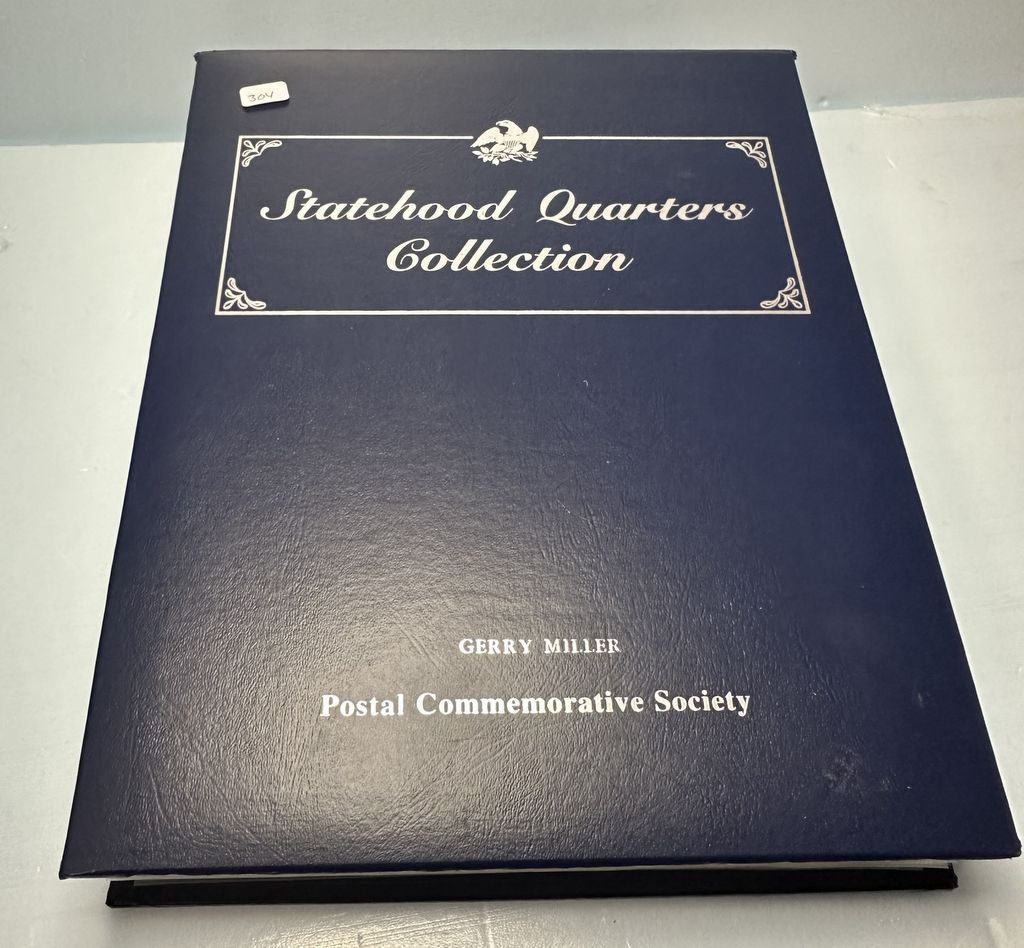 304
Statehood Quarters
Collection
GERRY MILLER
Postal Commemorative Society